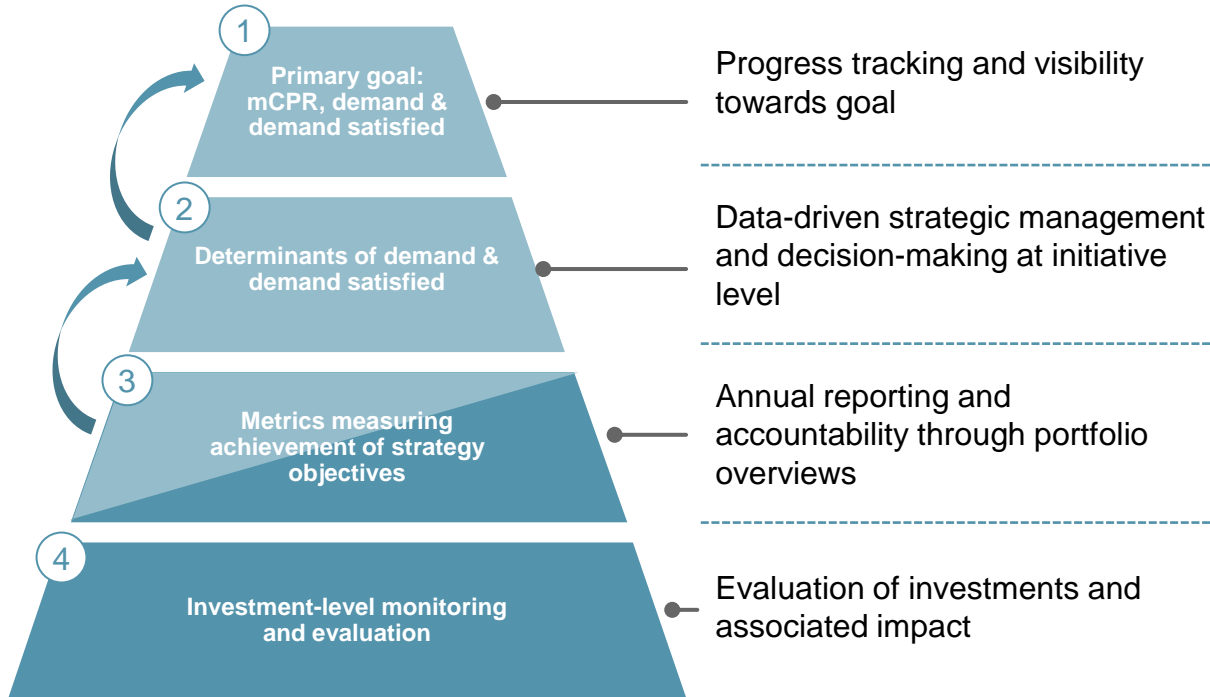 1
Primary goal:
mCPR, demand &
demand satisfied
Progress tracking and visibility
towards goal
2
Determinants of demand &
demand satisfied
Data-driven strategic management
and decision-making at initiative
level
3
Metrics measuring
achievement of strategy
objectives
Annual reporting and
accountability through portfolio
overviews
4
Investment-level monitoring
and evaluation
Evaluation of investments and
associated impact